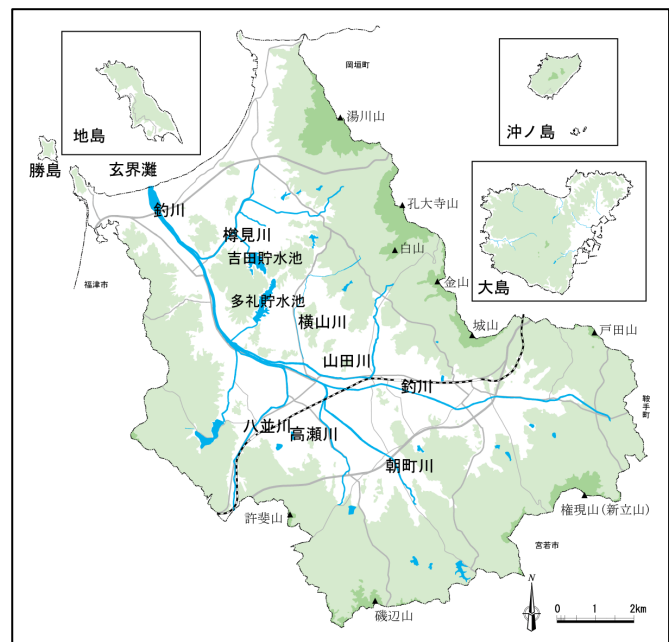 岡垣町
地島
湯川山
沖ノ島
勝島
玄界灘
釣川
孔大寺山
樽見川
白山
吉田貯水池
金山
大島
福津市
多礼貯水池
横山川
城山
戸田山
山田川
釣川
鞍手町
八並川
高瀬川
朝町川
権現山(新立山)
許斐山
宮若市
磯辺山
N
0 1 2km